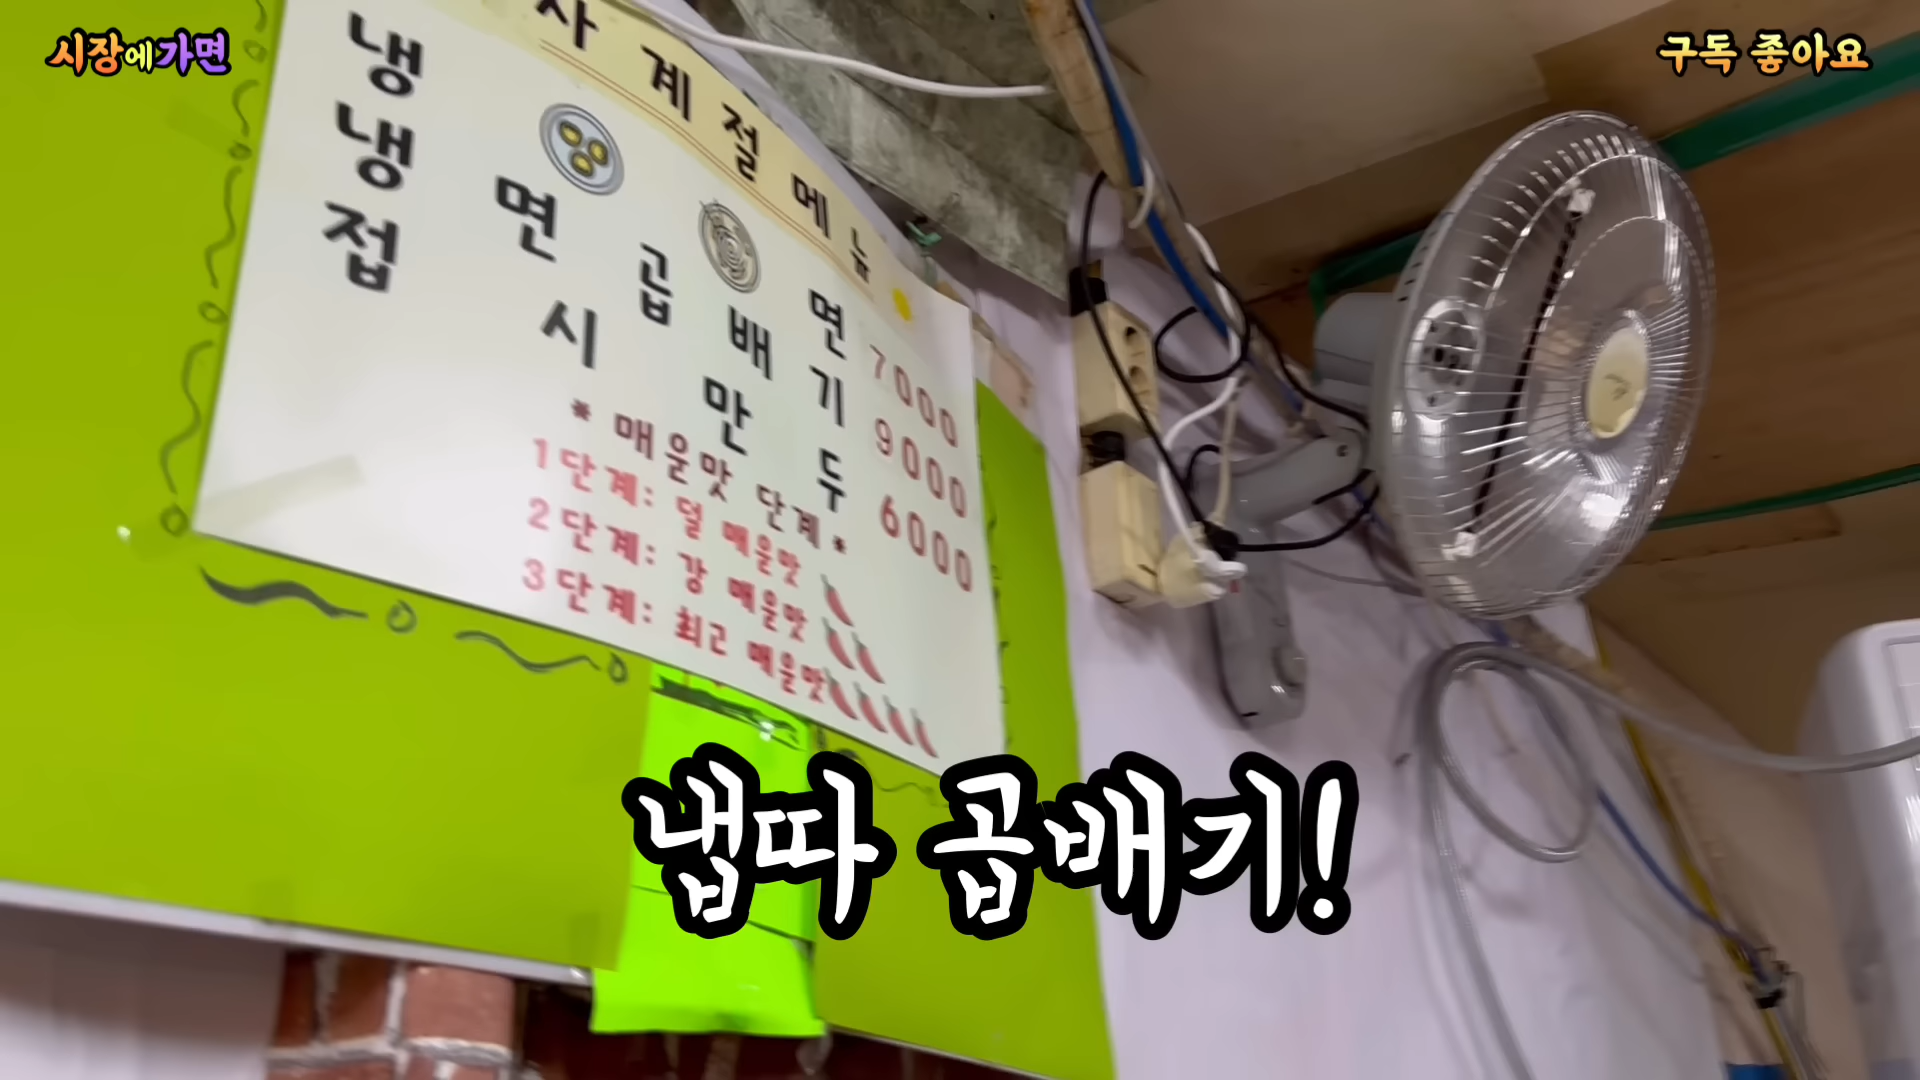 시장에가면
구독 좋아요
사계절메뉴
냉면 7000
냉면곱배기 9000
접시만두 6000
* 매운맛 단계 *
1단계: 덜 매운맛
2단계: 강 매운맛
3단계: 최근 매운맛
냅따 곱배기!